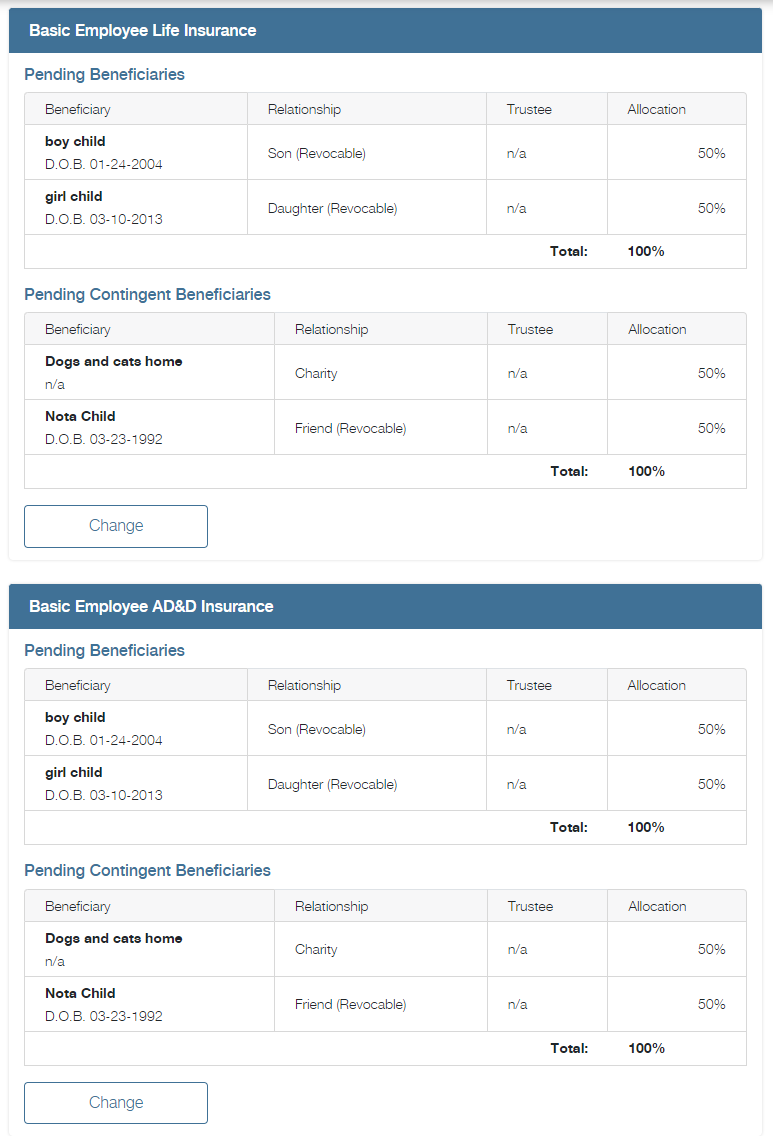 Basic Employee Life Insurance
Pending Beneficiaries
Beneficiary Relationship Trustee Allocation
boy child
D.O.B. 01-24-2004
Son (Revocable) n/a 50%
girl child
D.O.B. 03-10-2013
Daughter (Revocable) n/a 50%
Total: 100%
Pending Contingent Beneficiaries
Beneficiary Relationship Trustee Allocation
Dogs and cats home
n/a
Charity n/a 50%
Nota Child
D.O.B. 03-23-1992
Friend (Revocable) n/a 50%
Total: 100%
Change
Basic Employee AD&D Insurance
Pending Beneficiaries
Beneficiary Relationship Trustee Allocation
boy child
D.O.B. 01-24-2004
Son (Revocable) n/a 50%
girl child
D.O.B. 03-10-2013
Daughter (Revocable) n/a 50%
Total: 100%
Pending Contingent Beneficiaries
Beneficiary Relationship Trustee Allocation
Dogs and cats home
n/a
Charity n/a 50%
Nota Child
D.O.B. 03-23-1992
Friend (Revocable) n/a 50%
Total: 100%
Change